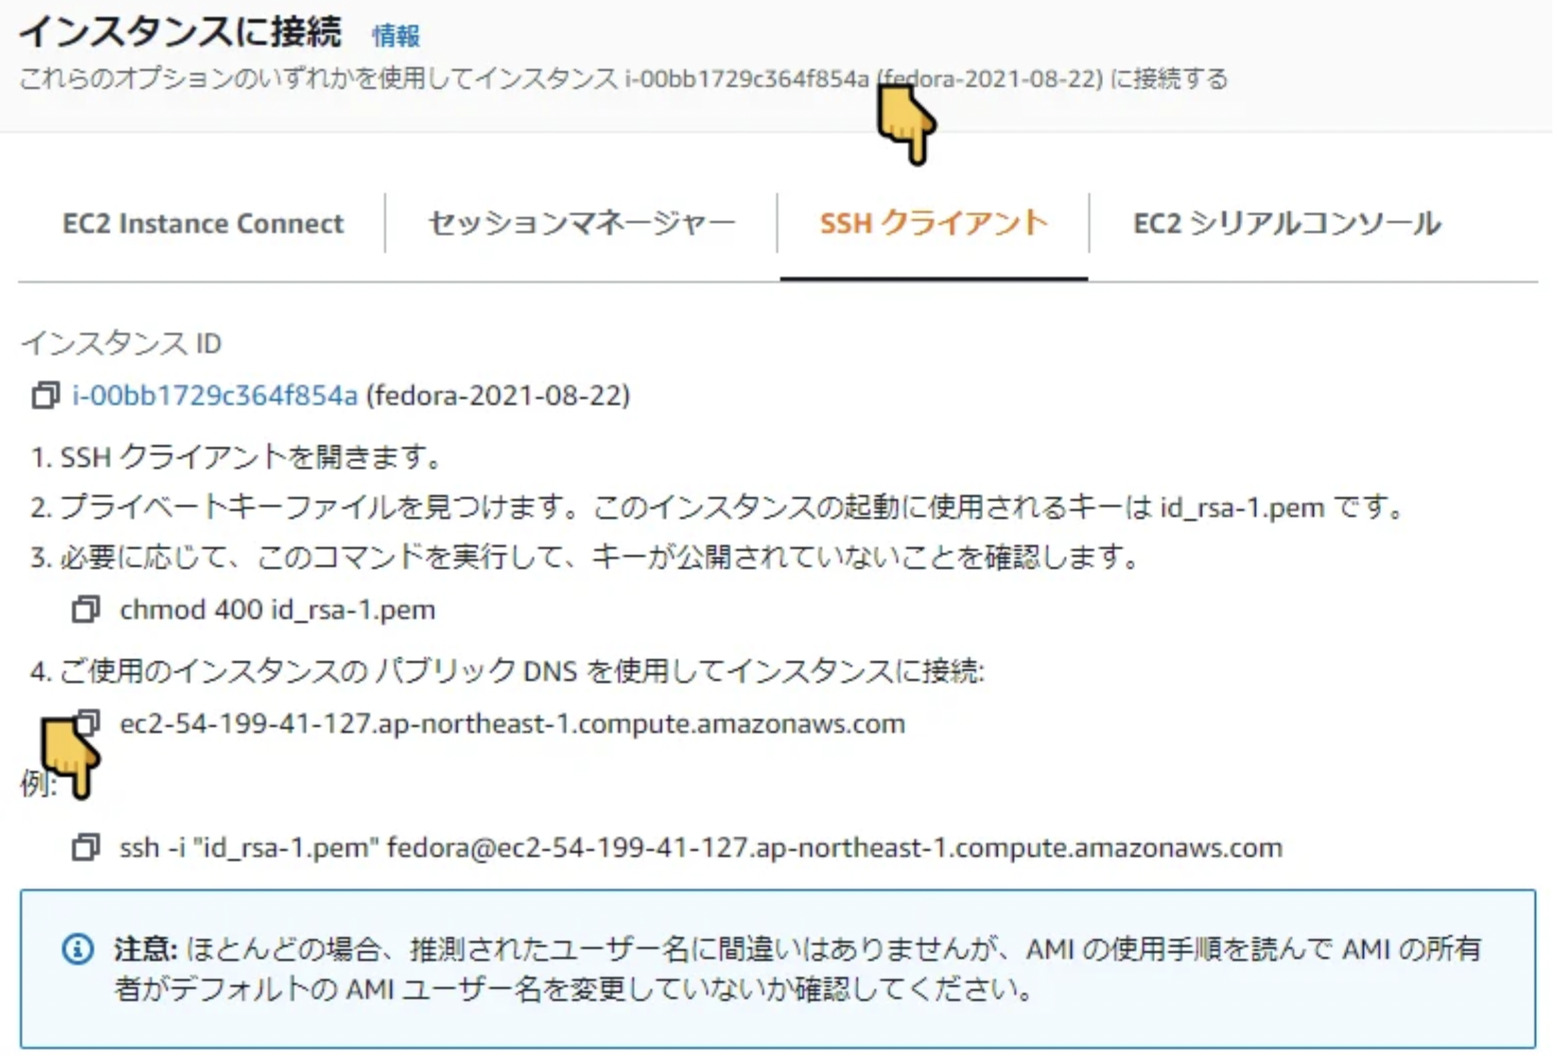 インスタンスに接続 情報
これらのオプションのいずれかを使用してインスタンス i-00bb1729c364f854a (fedora-2021-08-22) に接続する
EC2 Instance Connect
セッションマネージャー
SSH クライアント
EC2 シリアルコンソール
インスタンス ID
i-00bb1729c364f854a (fedora-2021-08-22)
1. SSH クライアントを開きます。
2. プライベートキーファイルを見つけます。このインスタンスの起動に使用されるキーは id_rsa-1.pem です。
3. 必要に応じて、このコマンドを実行して、キーが公開されていないことを確認します。
chmod 400 id_rsa-1.pem
4. ご使用のインスタンスの パブリック DNS を使用してインスタンスに接続:
ec2-54-199-41-127.ap-northeast-1.compute.amazonaws.com
例:
ssh -i "id_rsa-1.pem" fedora@ec2-54-199-41-127.ap-northeast-1.compute.amazonaws.com
注意: ほとんどの場合、推測されたユーザー名に間違いはありませんが、AMI の使用手順を読んで AMI の所有
者がデフォルトの AMI ユーザー名を変更していないか確認してください。